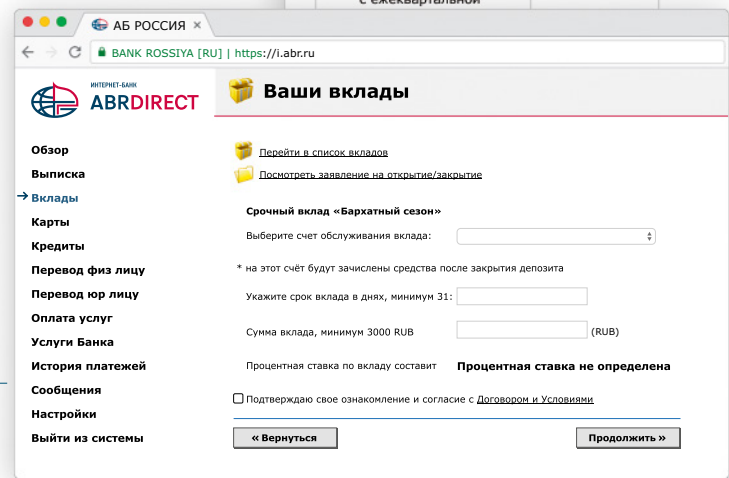 с ежеквартальной
АБ РОССИЯ ×
BANK ROSSIYA [RU] | https://i.abr.ru
ИНТЕРНЕТ-БАНК
ABRDIRECT
Ваши вклады
Обзор
Выписка
Вклады
Карты
Кредиты
Перевод физ лицу
Перевод юр лицу
Оплата услуг
Услуги Банка
История платежей
Сообщения
Настройки
Выйти из системы
Перейти в список вкладов
Посмотреть заявление на открытие/закрытие
Срочный вклад «Бархатный сезон»
Выберите счет обслуживания вклада:
* на этот счёт будут зачислены средства после закрытия депозита
Укажите срок вклада в днях, минимум 31:
Сумма вклада, минимум 3000 RUB (RUB)
Процентная ставка по вкладу составит Процентная ставка не определена
Подтверждаю свое ознакомление и согласие с Договором и Условиями
« Вернуться Продолжить »